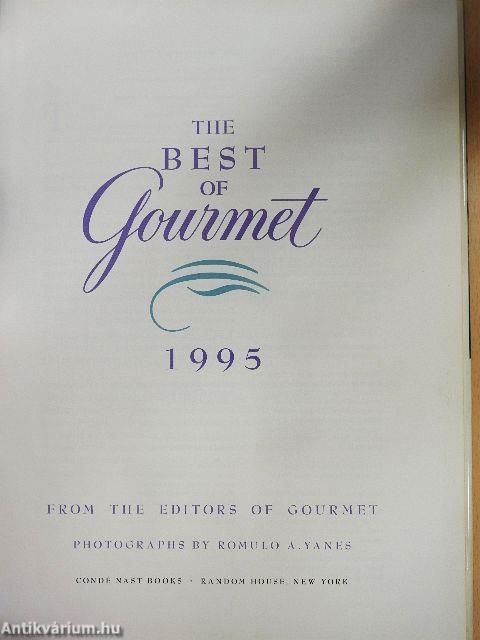 THE
BEST
OF
Gourmet
1995
FROM THE EDITORS OF GOURMET
PHOTOGRAPHS BY ROMULO A. YANES
CONDE NAST BOOKS · RANDOM HOUSE, NEW YORK
Antikvárium.hu